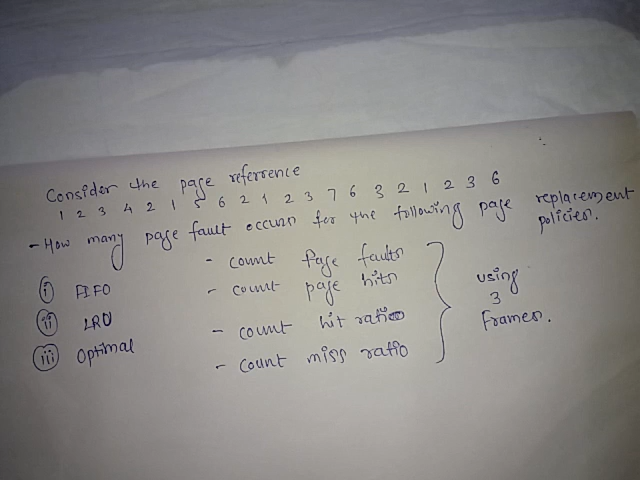 Consider the page reference
1 2 3 4 2 1 5 6 2 1 2 3 7 6 3 2 1 2 3 6
- How many page fault occurs for the following page replacement policies.
(i) FIFO - count Page faults
(ii) LRU - count page hits
(iii) Optimal - count hit ratio
- count miss ratio
using
3
frames.